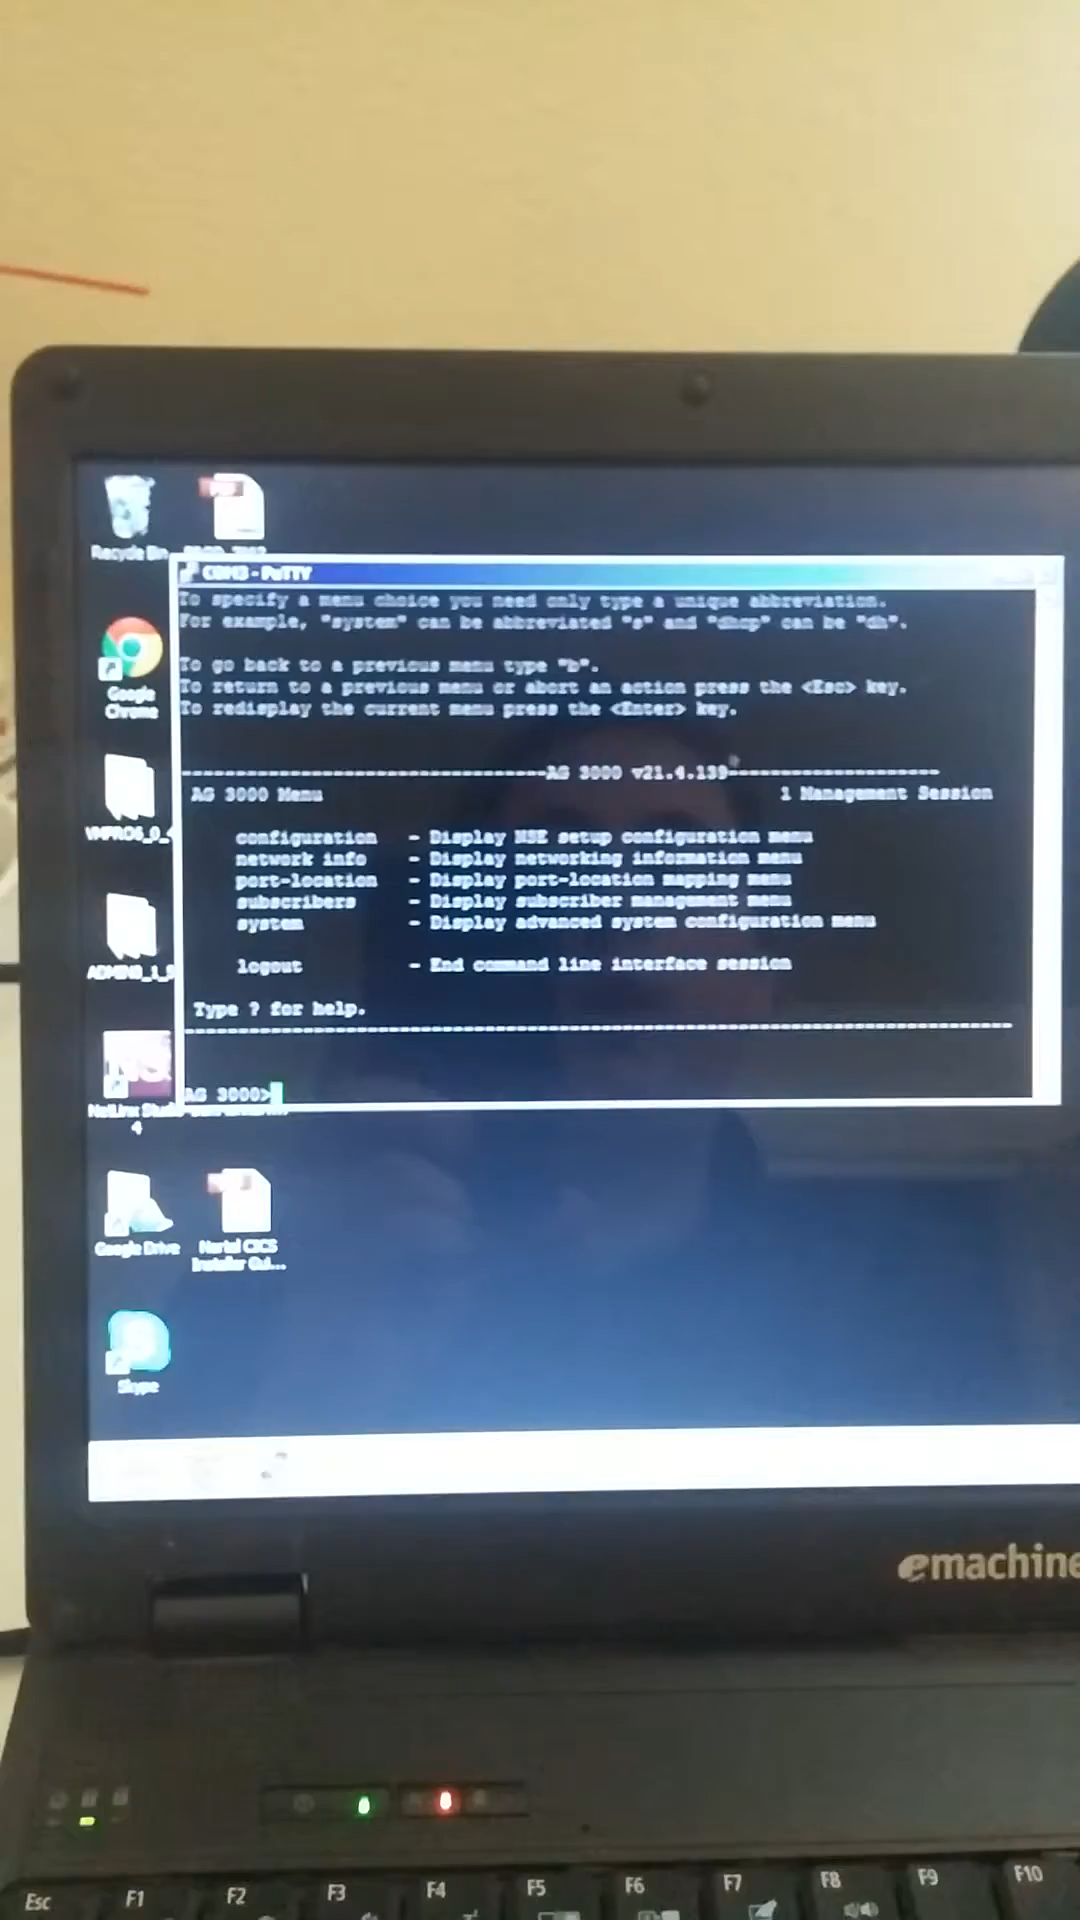 Recycle Bin
COM3 - PuTTY
To specify a menu choice you need only type a unique abbreviation.
For example, "system" can be abbreviated "s" and "dhcp" can be "dh".
To go back to a previous menu type "b".
To return to a previous menu or abort an action press the <Esc> key.
To redisplay the current menu press the <Enter> key.
----------------------------------AG 3000 v21.4.139--------------------
AG 3000 Menu 1 Management Session
configuration - Display NSE setup configuration menu
network info - Display networking information menu
port-location - Display port-location mapping menu
subscribers - Display subscriber management menu
system - Display advanced system configuration menu
logout - End command line interface session
Type ? for help.
AG 3000>
Google
Chrome
NetLinx
4
Google Drive
Nortel CICS
Installer Gui...
Skype
emachine
Esc F1 F2 F3 F4 F5 F6 F7 F8 F9 F10